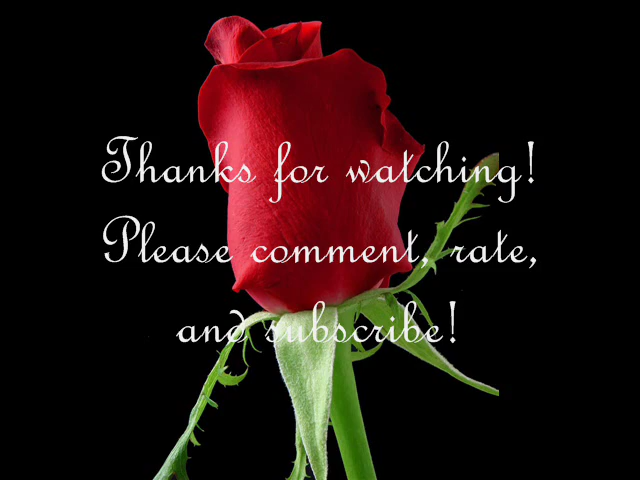 Thanks for watching!
Please comment, rate,
and subscribe!